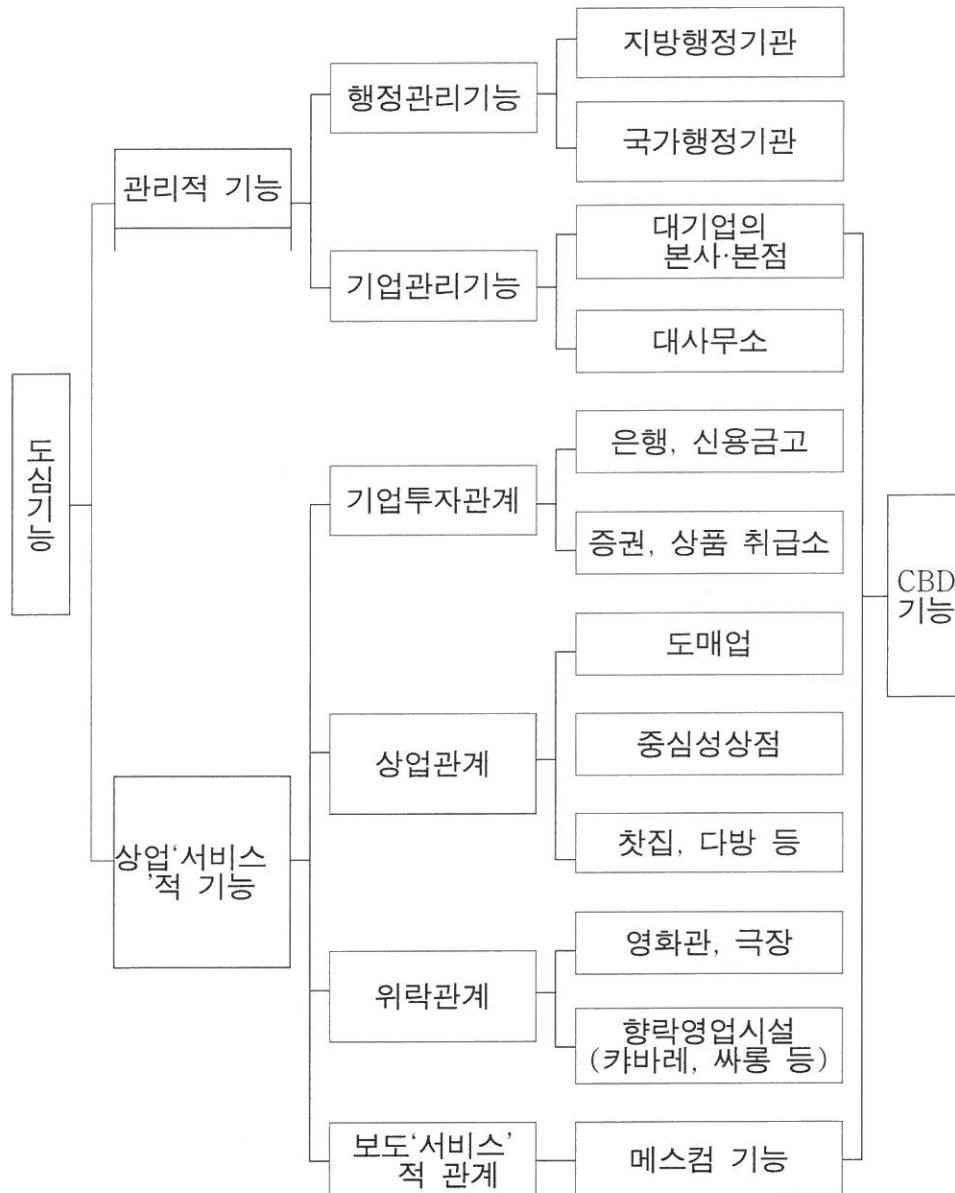 지방행정기관
행정관리기능
국가행정기관
관리적 기능
대기업의
본사·본점
기업관리기능
대사무소
도심기능
은행, 신용금고
기업투자관계
증권, 상품 취급소
CBD
기능
도매업
상업관계
중심성상점
찻집, 다방 등
상업‘서비스
’적 기능
영화관, 극장
위락관계
향락영업시설
(캬바레, 싸롱 등)
보도‘서비스’
적 관계
메스컴 기능